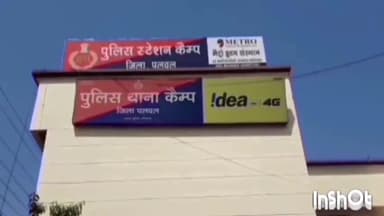 पुलिस स्टेशन कैम्प
जिला पलवल
METRO
पुलिस थाना कैम्प
जिला पलवल
!dea 4G
InShOt